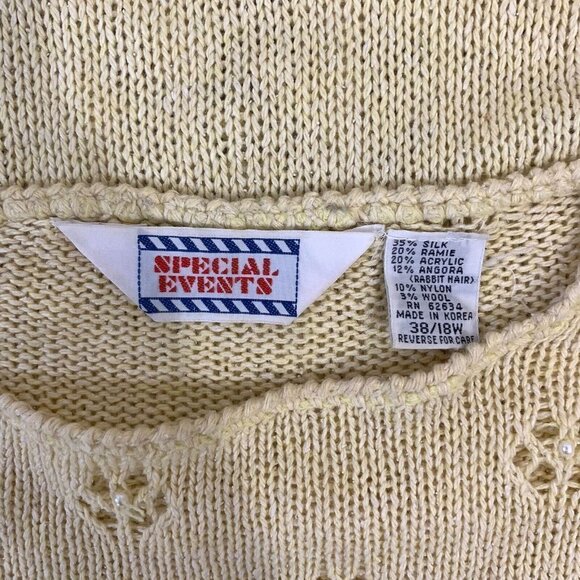 SPECIAL
EVENTS
35% SILK
20% RAMIE
20% ACRYLIC
12% ANGORA
(RABBIT HAIR)
10% NYLON
3% WOOL
RN 62634
MADE IN KOREA
38/18W
REVERSE FOR CARE